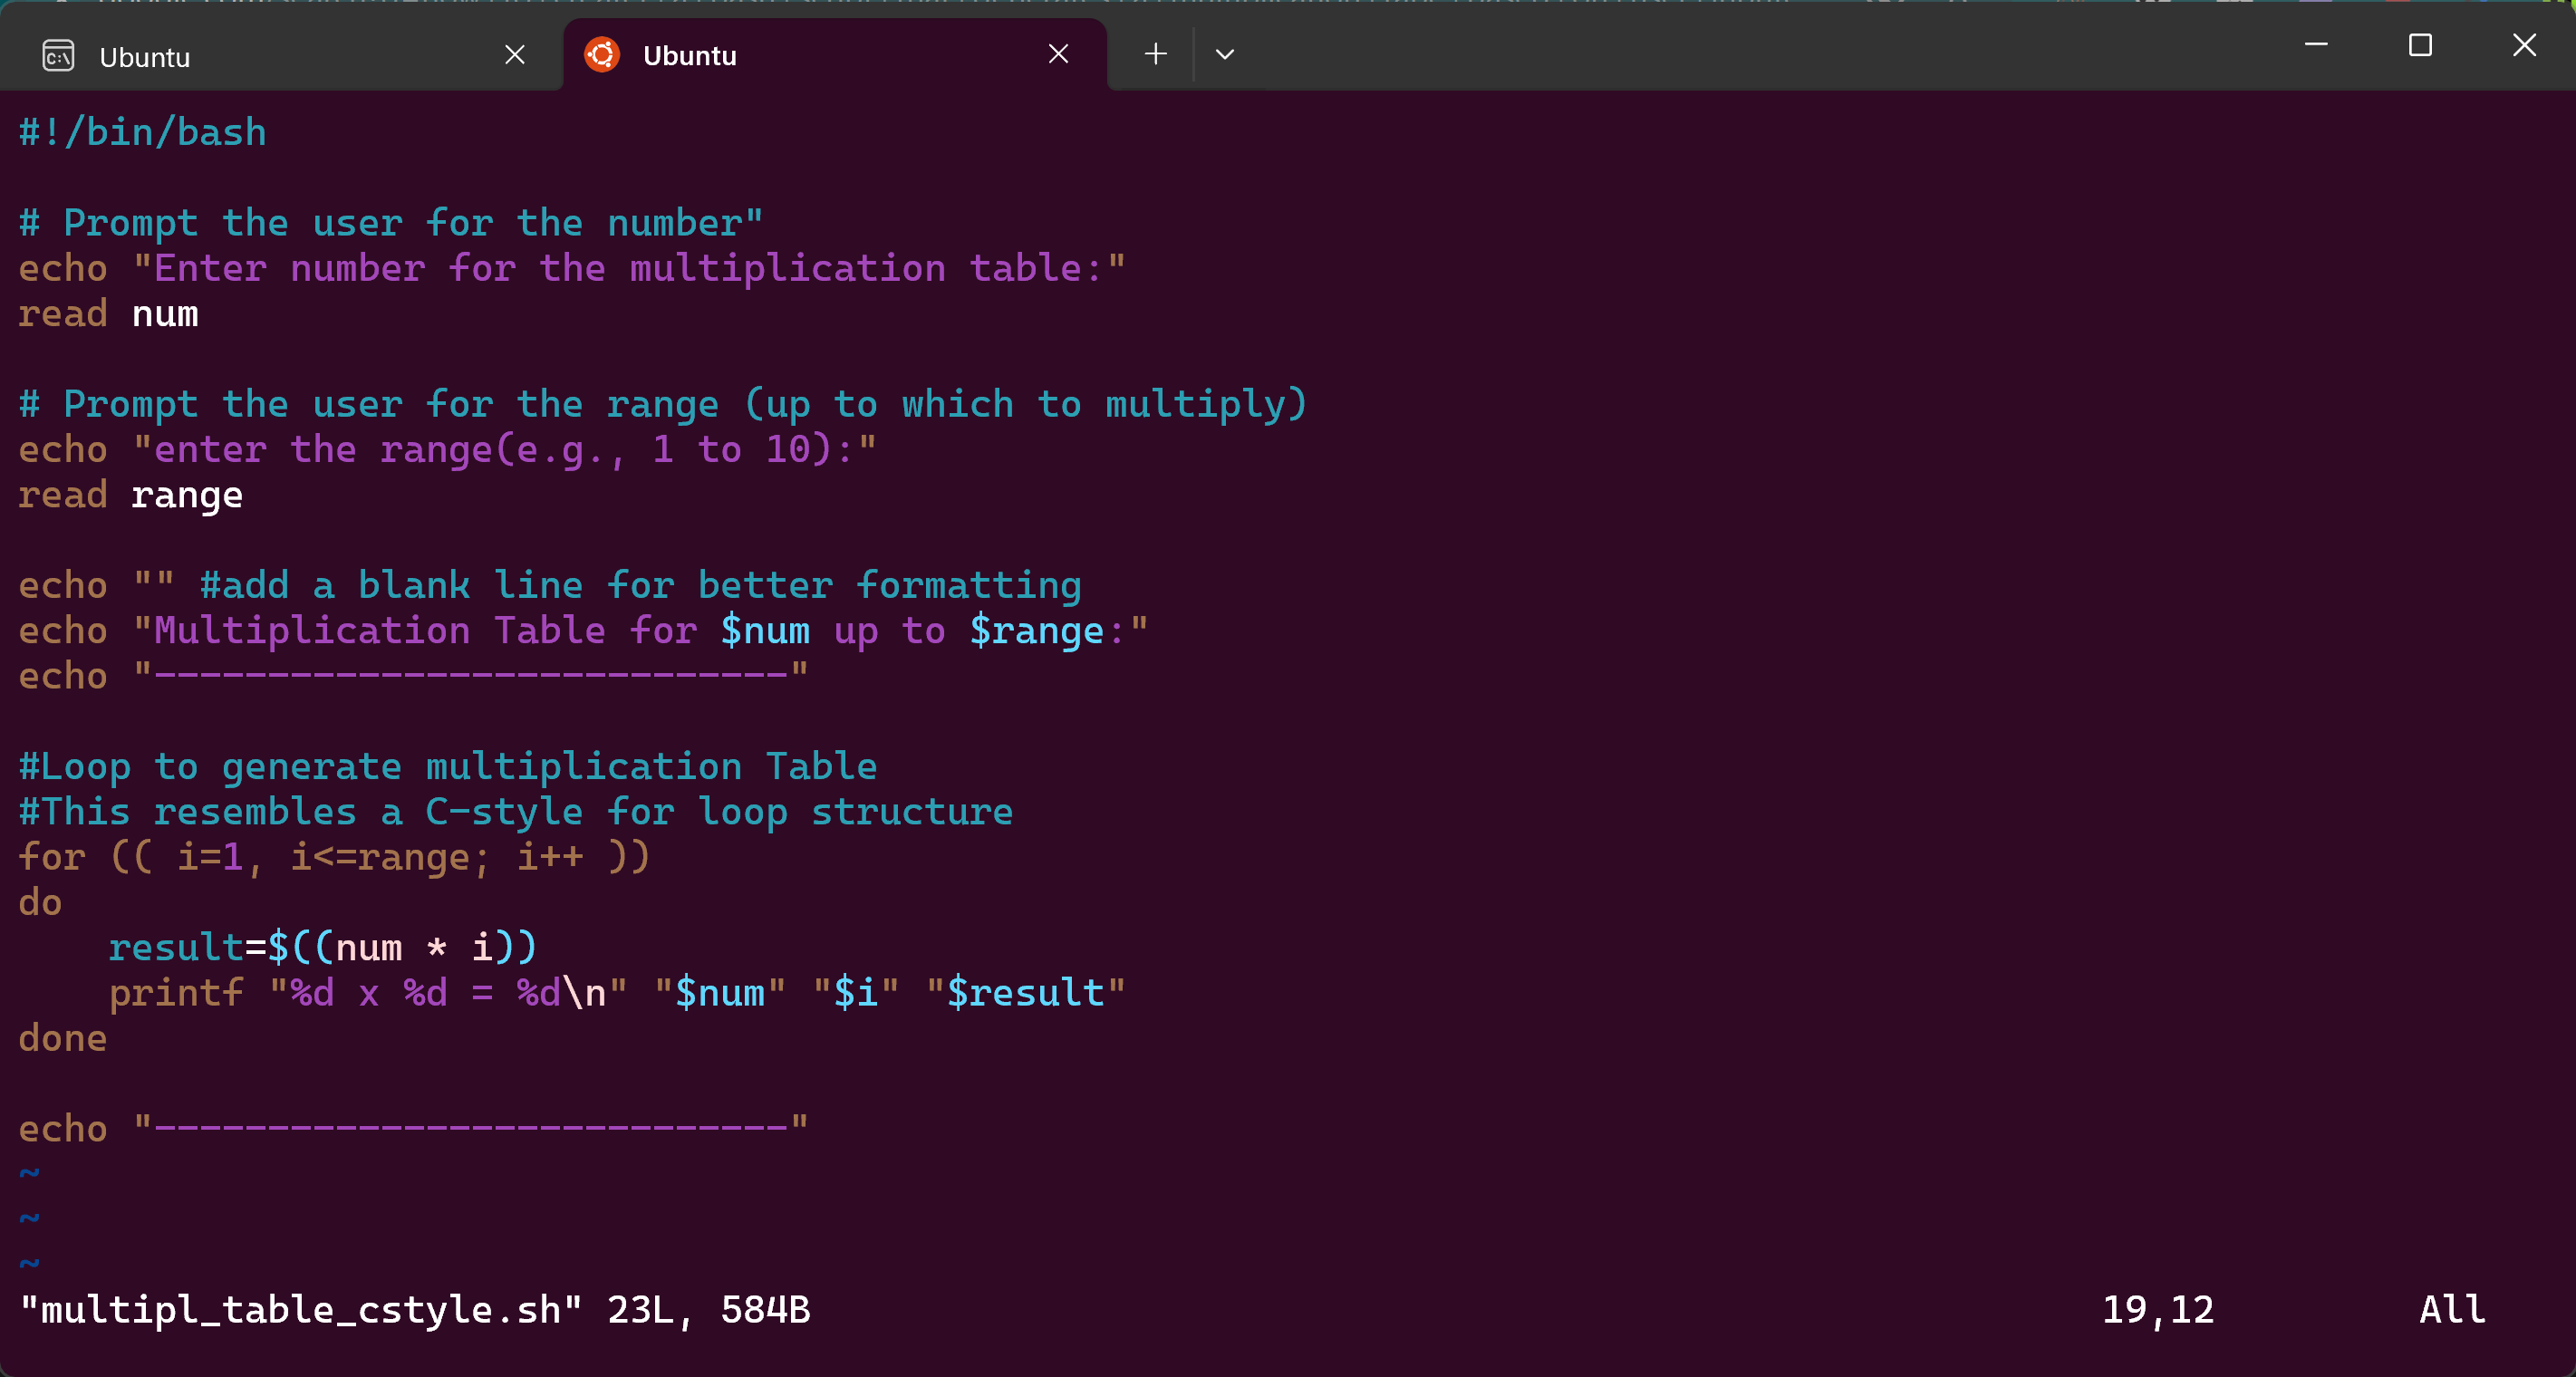 Ubuntu
Ubuntu
#!/bin/bash
# Prompt the user for the number"
echo "Enter number for the multiplication table:"
read num
# Prompt the user for the range (up to which to multiply)
echo "enter the range(e.g., 1 to 10):"
read range
echo "" #add a blank line for better formatting
echo "Multiplication Table for $num up to $range:"
echo "----------------------------"
#Loop to generate multiplication Table
#This resembles a C-style for loop structure
for (( i=1, i<=range; i++ ))
do
    result=$((num * i))
    printf "%d x %d = %d\n" "$num" "$i" "$result"
done
echo "----------------------------"
~
~
~
"multipl_table_cstyle.sh" 23L, 584B 19,12 All